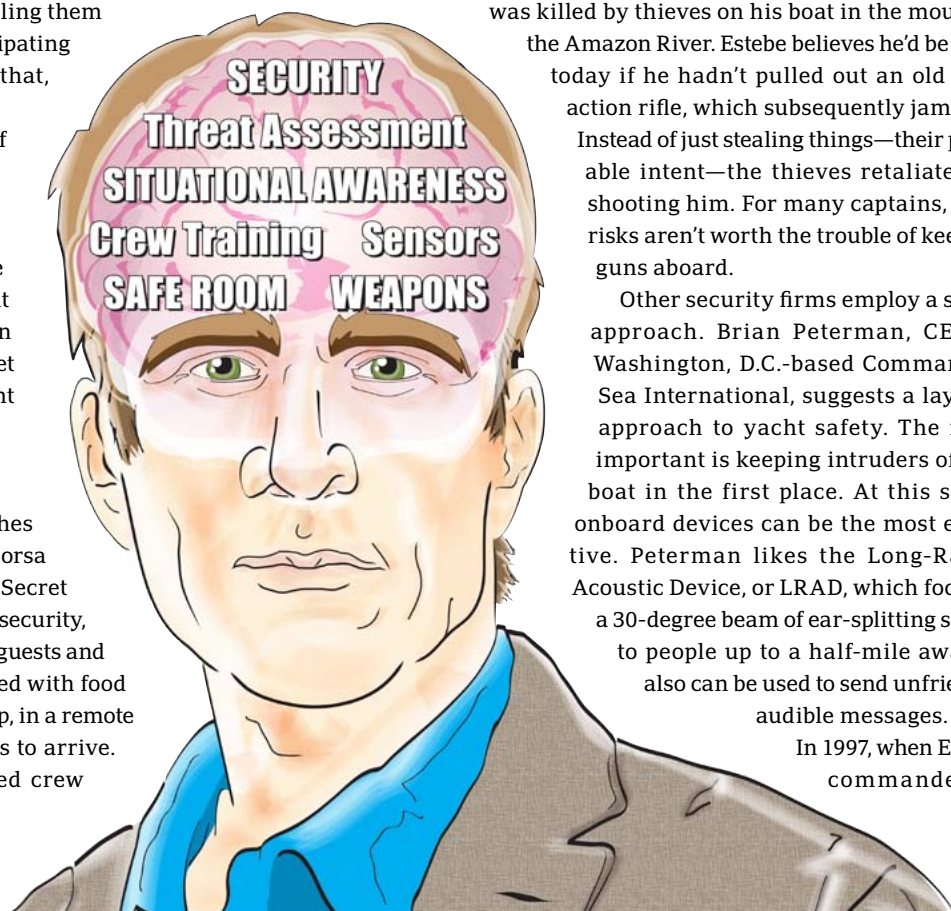 ling them
ipating
that,
f
e
t
n
et
nt
hes
orsa
Secret
security,
guests and
ed with food
p, in a remote
s to arrive.
ed crew
SECURITY
Threat Assessment
SITUATIONAL AWARENESS
Crew Training Sensors
SAFE ROOM WEAPONS
was killed by thieves on his boat in the mou
the Amazon River. Estebe believes he'd be
today if he hadn't pulled out an old
action rifle, which subsequently jam
Instead of just stealing things—their p
able intent—the thieves retaliate
shooting him. For many captains,
risks aren't worth the trouble of kee
guns aboard.
Other security firms employ a s
approach. Brian Peterman, CE
Washington, D.C.-based Comman
Sea International, suggests a lay
approach to yacht safety. The
important is keeping intruders of
boat in the first place. At this s
onboard devices can be the most e
tive. Peterman likes the Long-Ra
Acoustic Device, or LRAD, which foc
a 30-degree beam of ear-splitting s
to people up to a half-mile awa
also can be used to send unfrie
audible messages.
In 1997, when E
commande